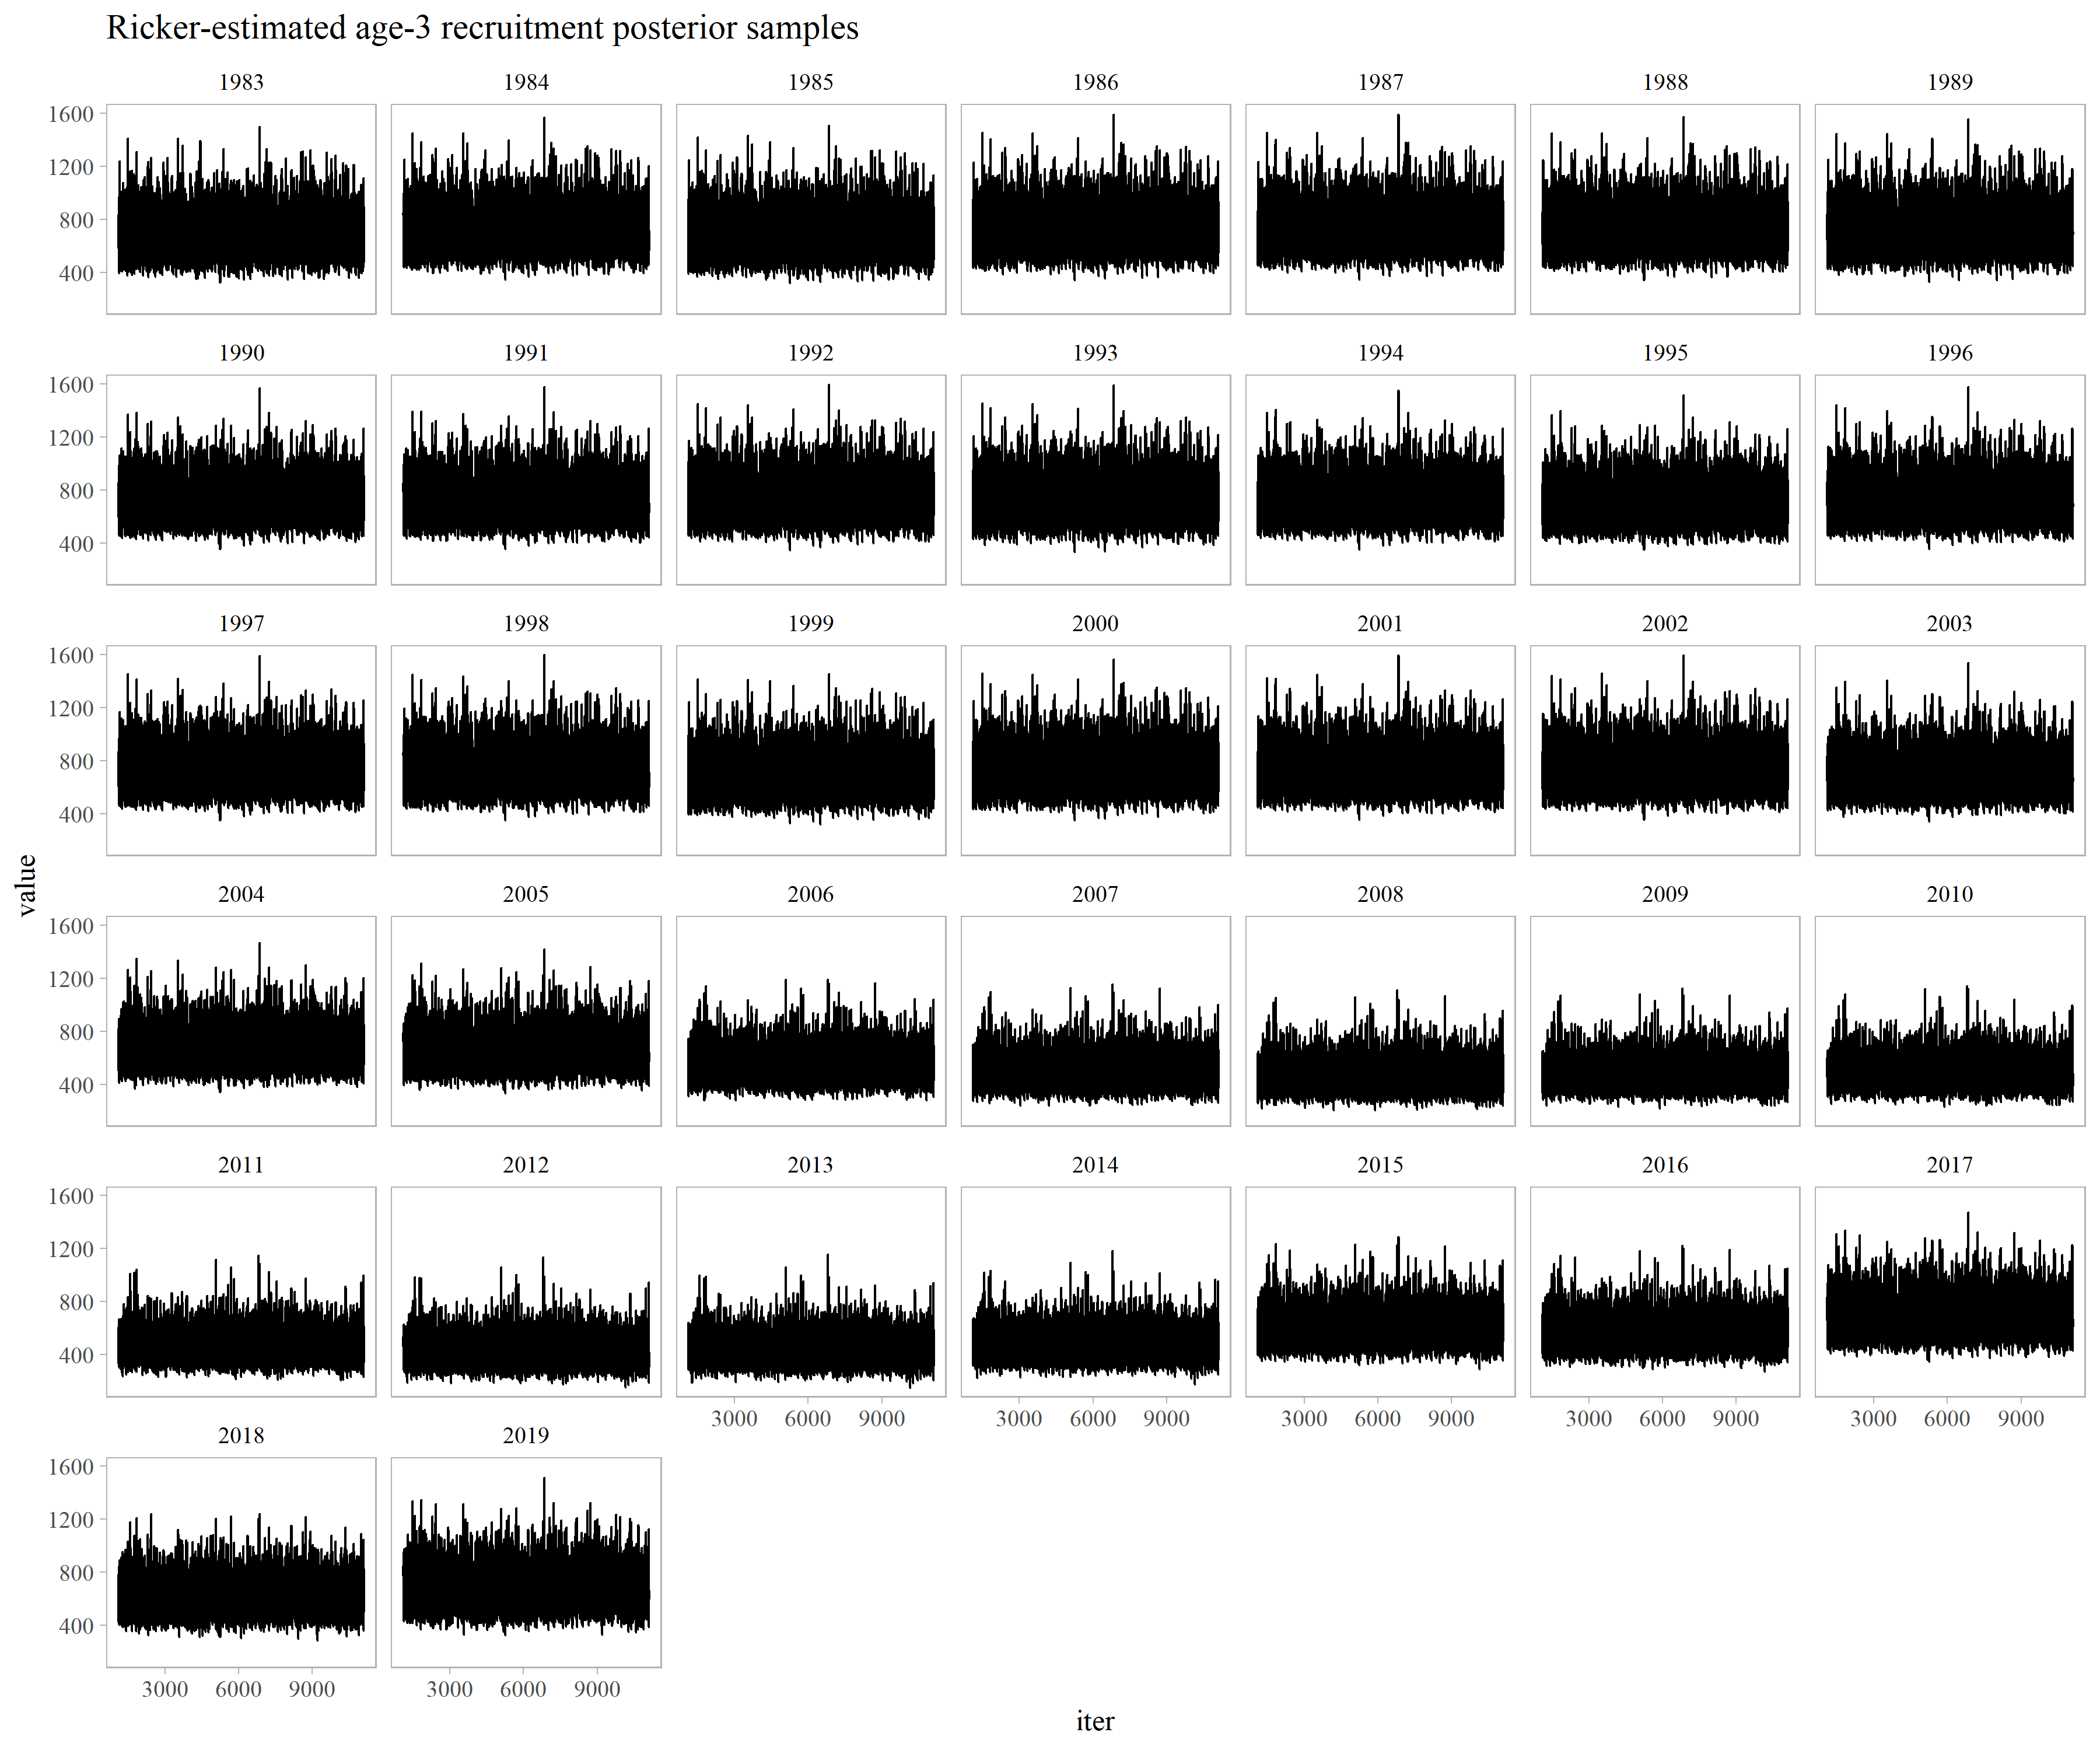 Ricker-estimated age-3 recruitment posterior samples
1983 1984 1985 1986 1987 1988 1989
1600
1200
800
400
1990 1991 1992 1993 1994 1995 1996
1600
1200
800
400
1997 1998 1999 2000 2001 2002 2003
1600
1200
800
400
value
2004 2005 2006 2007 2008 2009 2010
1600
1200
800
400
2011 2012 2013 2014 2015 2016 2017
1600
1200
800
400
3000 6000 9000 3000 6000 9000 3000 6000 9000 3000 6000 9000 3000 6000 9000
2018 2019
1600
1200
800
400
3000 6000 9000 3000 6000 9000
iter